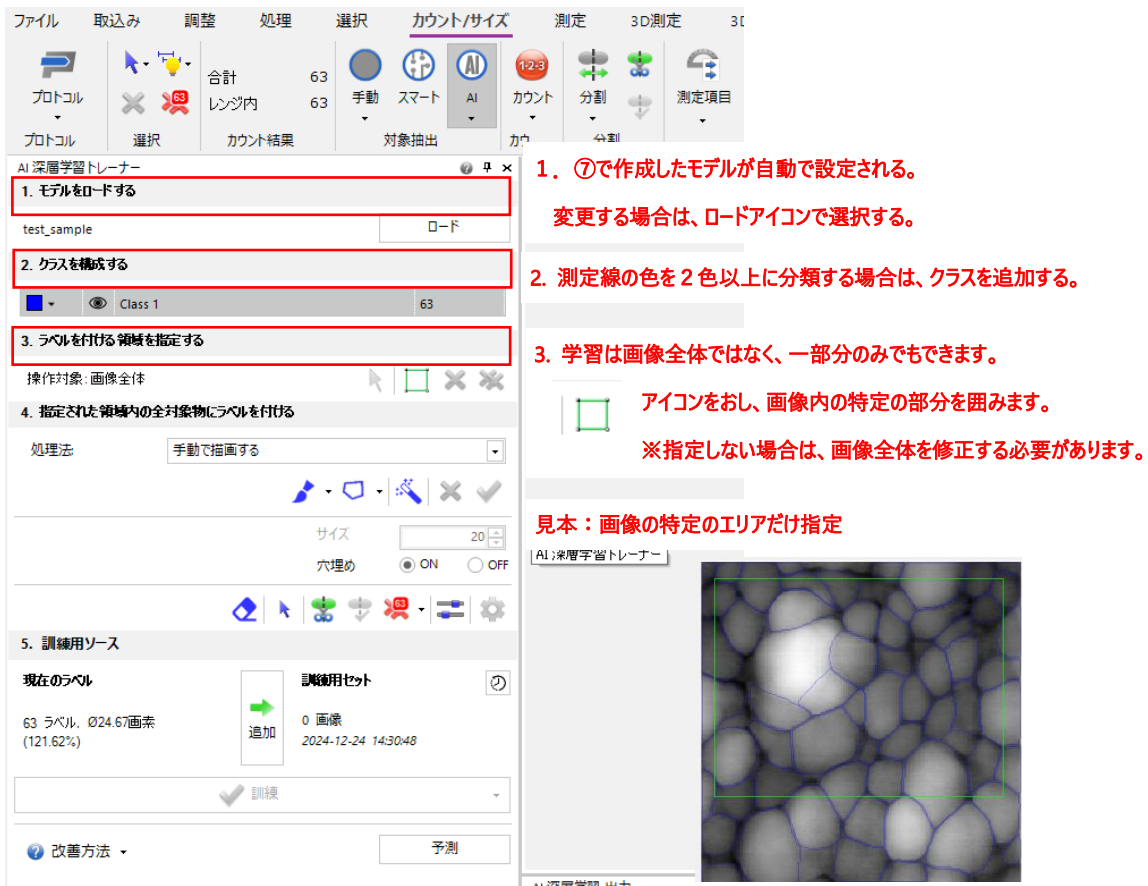 ファイル 取込み 調整 処理 選択 カウント/サイズ 測定 3D測定
プロトコル
合計 63
レンジ内 63
手動 スマート AI カウント 分割 測定項目
プロトコル 選択 カウント結果 対象抽出 分割
AI 深層学習トレーナー
1. モデルをロードする
test_sample ロード
2. クラスを構成する
Class 1 63
3. ラベルを付ける領域を指定する
操作対象: 画像全体
4. 指定された領域内の全対象物にラベルを付ける
処理法: 手動で描画する
サイズ 20
穴埋め ON OFF
5. 訓練用ソース
現在のラベル 訓練用セット
63 ラベル, Ø24.67画素
(121.62%)
追加
0 画像
2024-12-24 14:30:48
訓練
改善方法 予測
1．⑦で作成したモデルが自動で設定される。
変更する場合は、ロードアイコンで選択する。
2. 測定線の色を２色以上に分類する場合は、クラスを追加する。
3. 学習は画像全体ではなく、一部分のみでもできます。
アイコンをおし、画像内の特定の部分を囲みます。
※指定しない場合は、画像全体を修正する必要があります。
見本：画像の特定のエリアだけ指定
AI 深層学習トレーナー